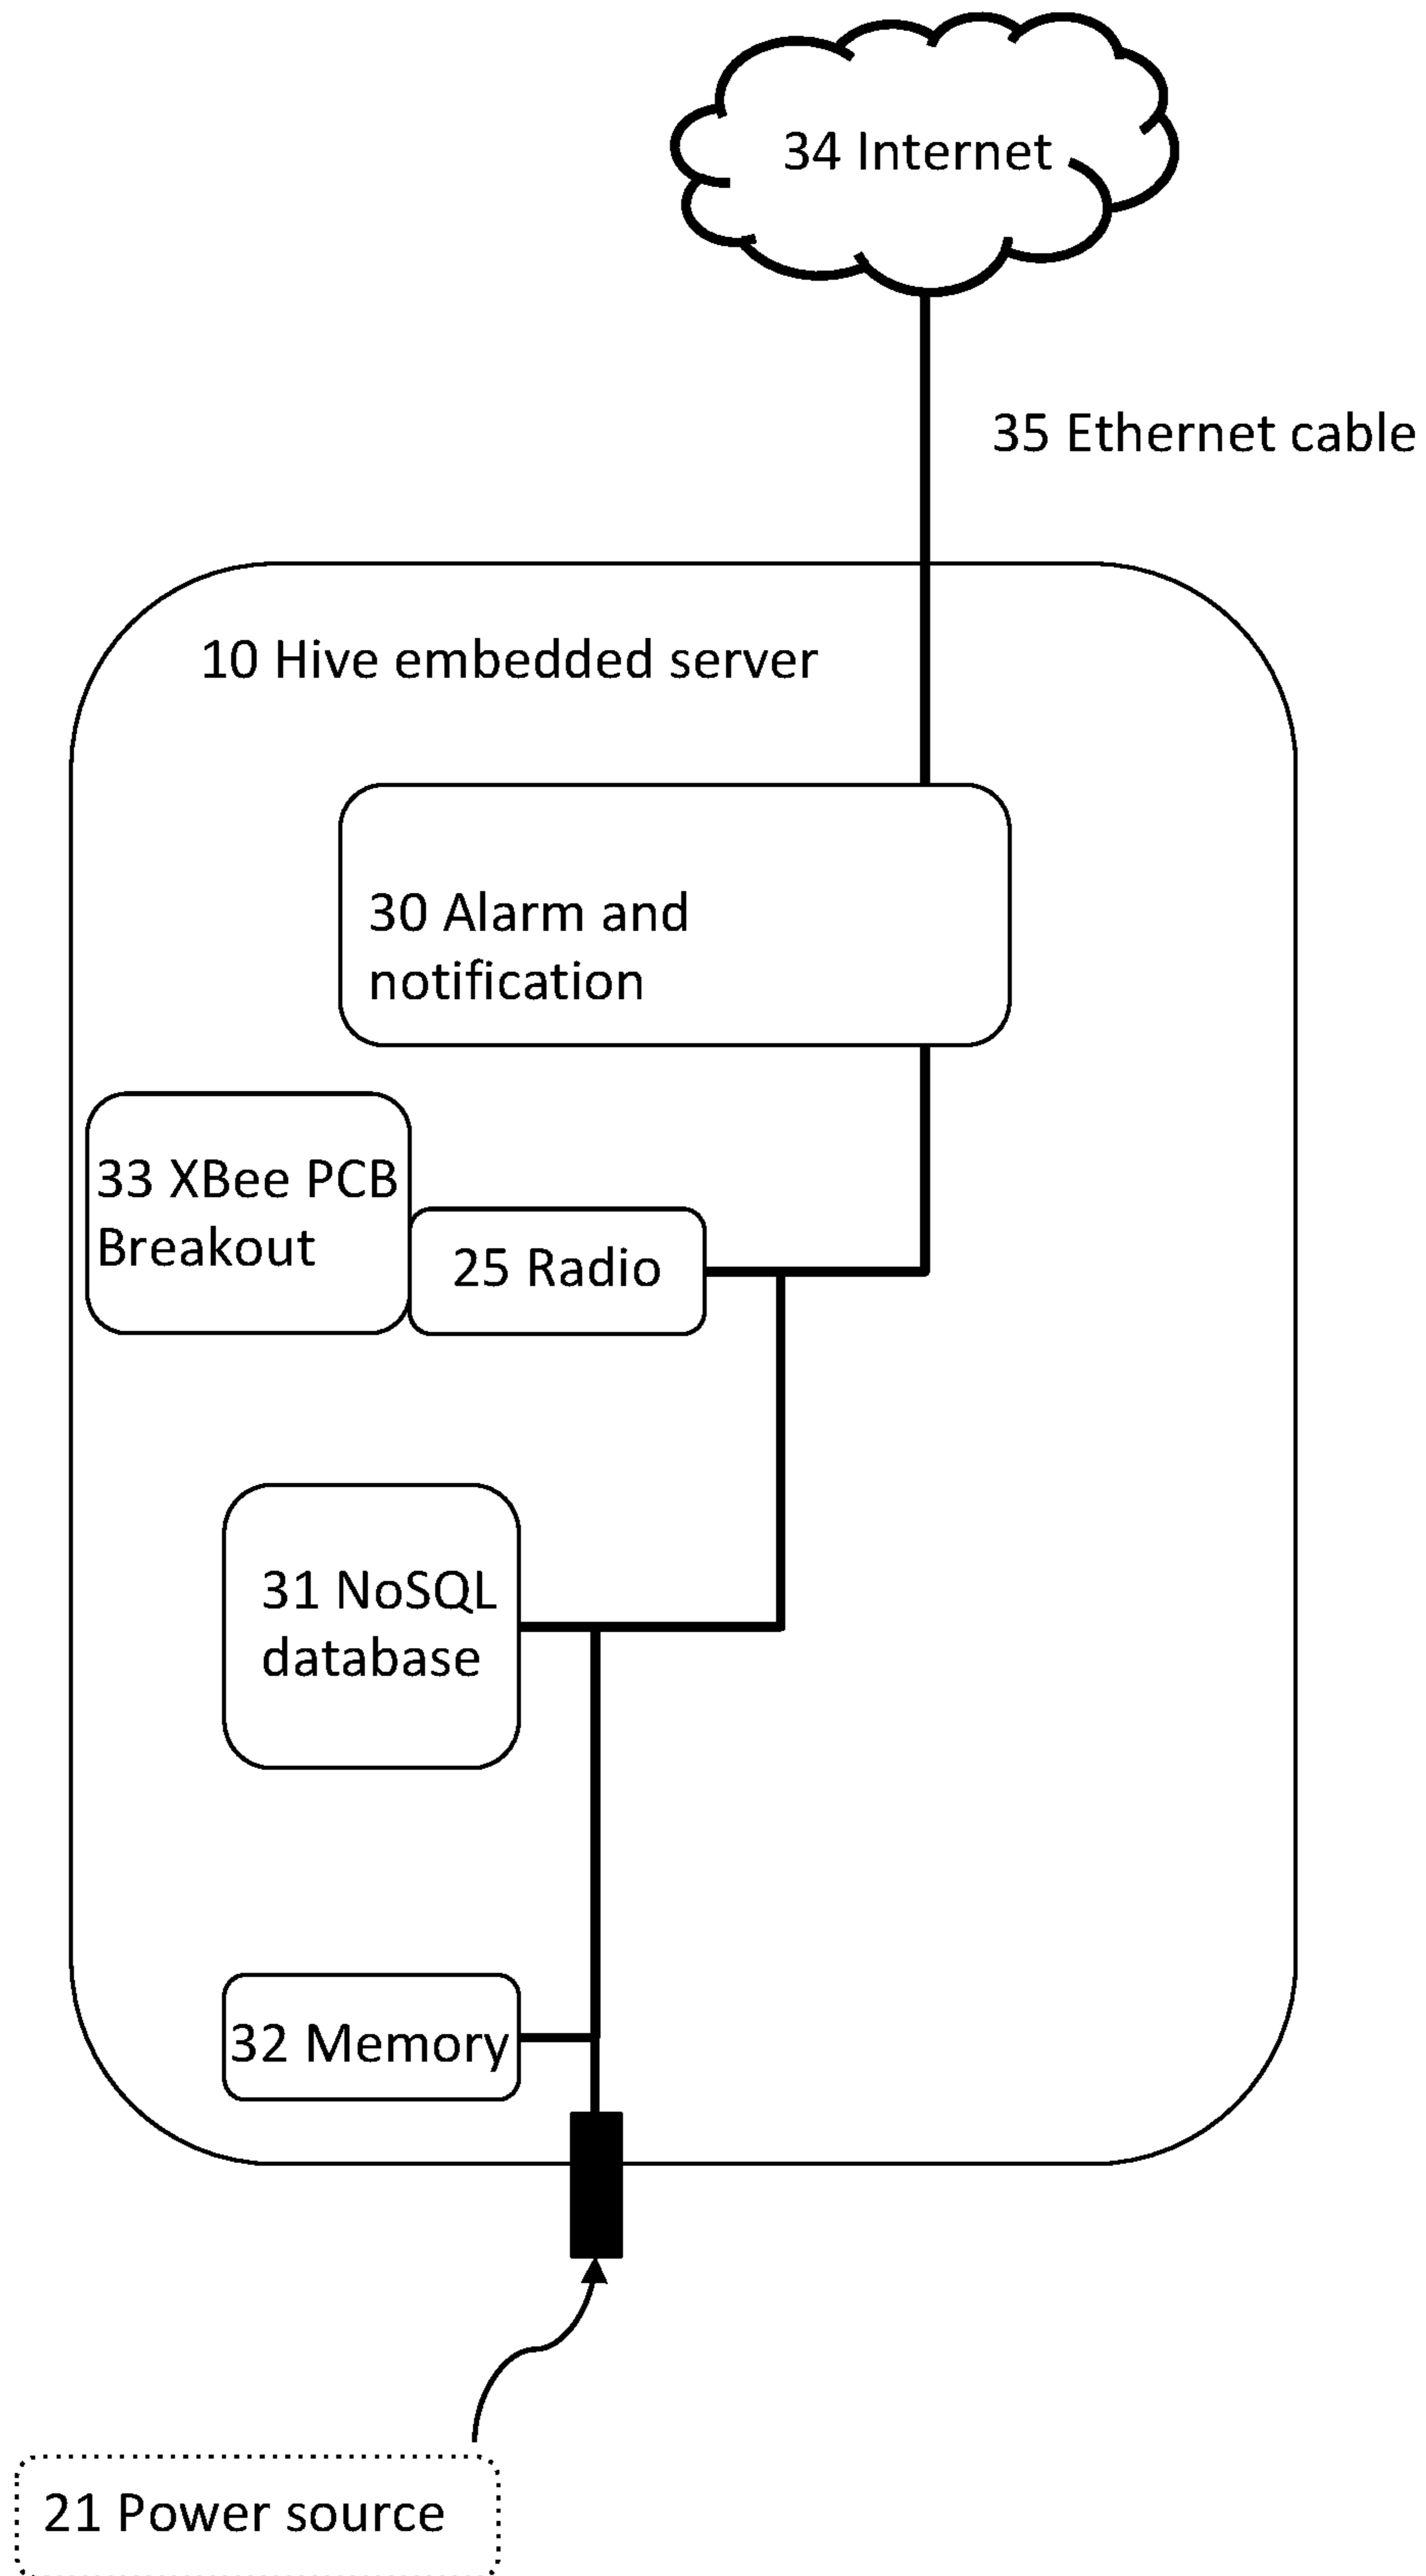 34 Internet
35 Ethernet cable
10 Hive embedded server
30 Alarm and
notification
33 XBee PCB
Breakout
25 Radio
31 NoSQL
database
32 Memory
21 Power source